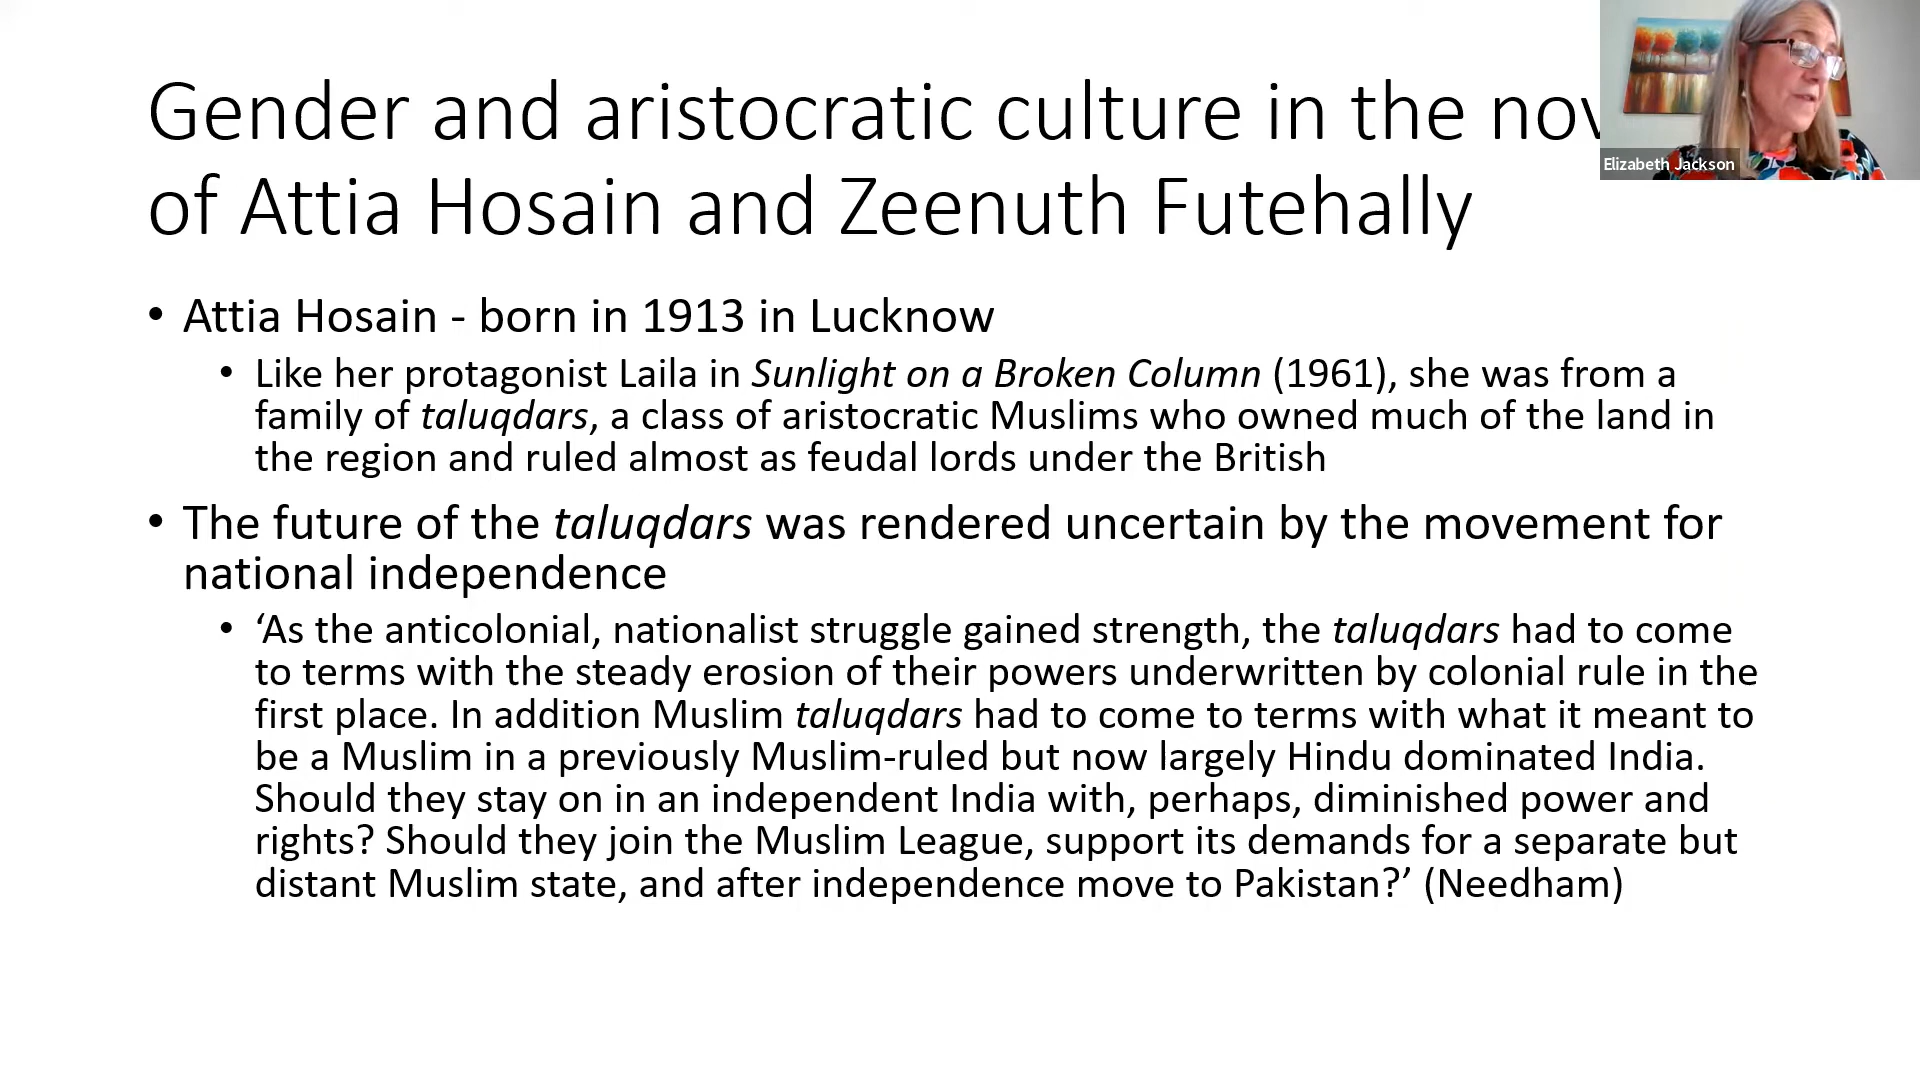 Gender and aristocratic culture in the nov
of Attia Hosain and Zeenuth Futehally
Elizabeth Jackson
• Attia Hosain - born in 1913 in Lucknow
• Like her protagonist Laila in Sunlight on a Broken Column (1961), she was from a
family of taluqdars, a class of aristocratic Muslims who owned much of the land in
the region and ruled almost as feudal lords under the British
• The future of the taluqdars was rendered uncertain by the movement for
national independence
• ‘As the anticolonial, nationalist struggle gained strength, the taluqdars had to come
to terms with the steady erosion of their powers underwritten by colonial rule in the
first place. In addition Muslim taluqdars had to come to terms with what it meant to
be a Muslim in a previously Muslim-ruled but now largely Hindu dominated India.
Should they stay on in an independent India with, perhaps, diminished power and
rights? Should they join the Muslim League, support its demands for a separate but
distant Muslim state, and after independence move to Pakistan?’ (Needham)